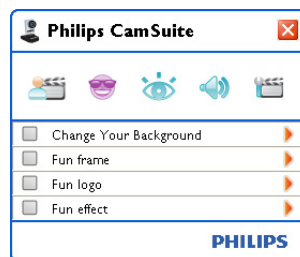 Philips CamSuite
Change Your Background
Fun frame
Fun logo
Fun effect
PHILIPS